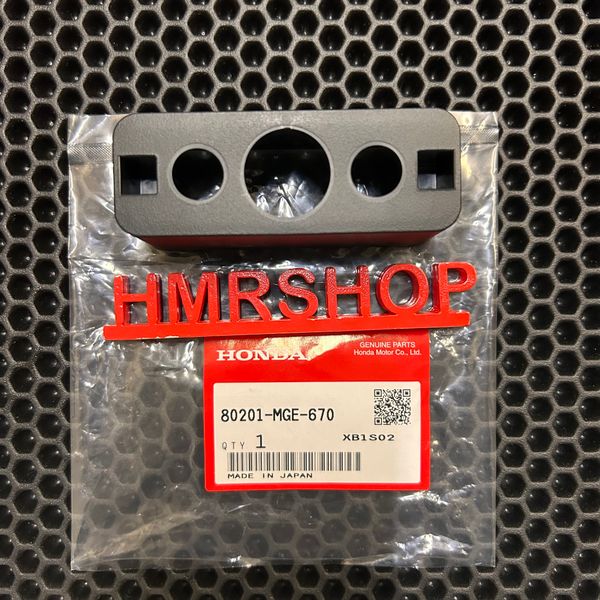 HMRSHOP
HONDA
GENUINE PARTS
Honda Motor Co., Ltd.
80201-MGE-670
QTY 1
XB1S02
MADE IN JAPAN